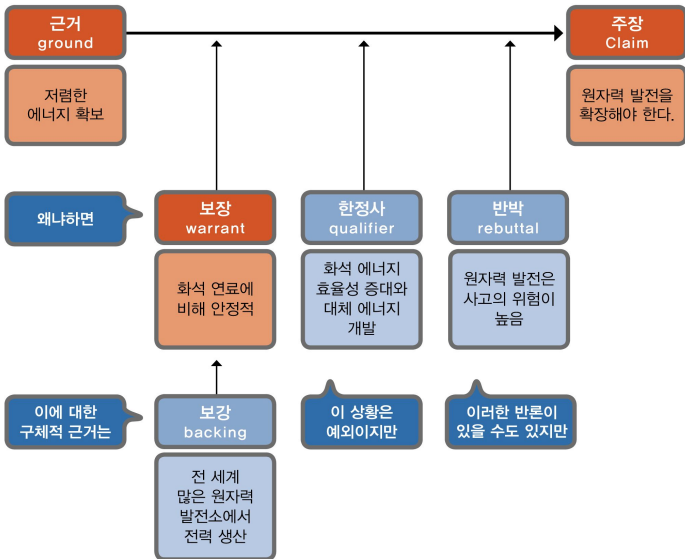 근거
ground
주장
Claim
저렴한
에너지 확보
원자력 발전을
확장해야 한다.
왜냐하면
보장
warrant
한정사
qualifier
반박
rebuttal
화석 연료에
비해 안정적
화석 에너지
효율성 증대와
대체 에너지
개발
원자력 발전은
사고의 위험이
높음
이에 대한
구체적 근거는
보강
backing
이 상황은
예외이지만
이러한 반론이
있을 수도 있지만
전 세계
많은 원자력
발전소에서
전력 생산